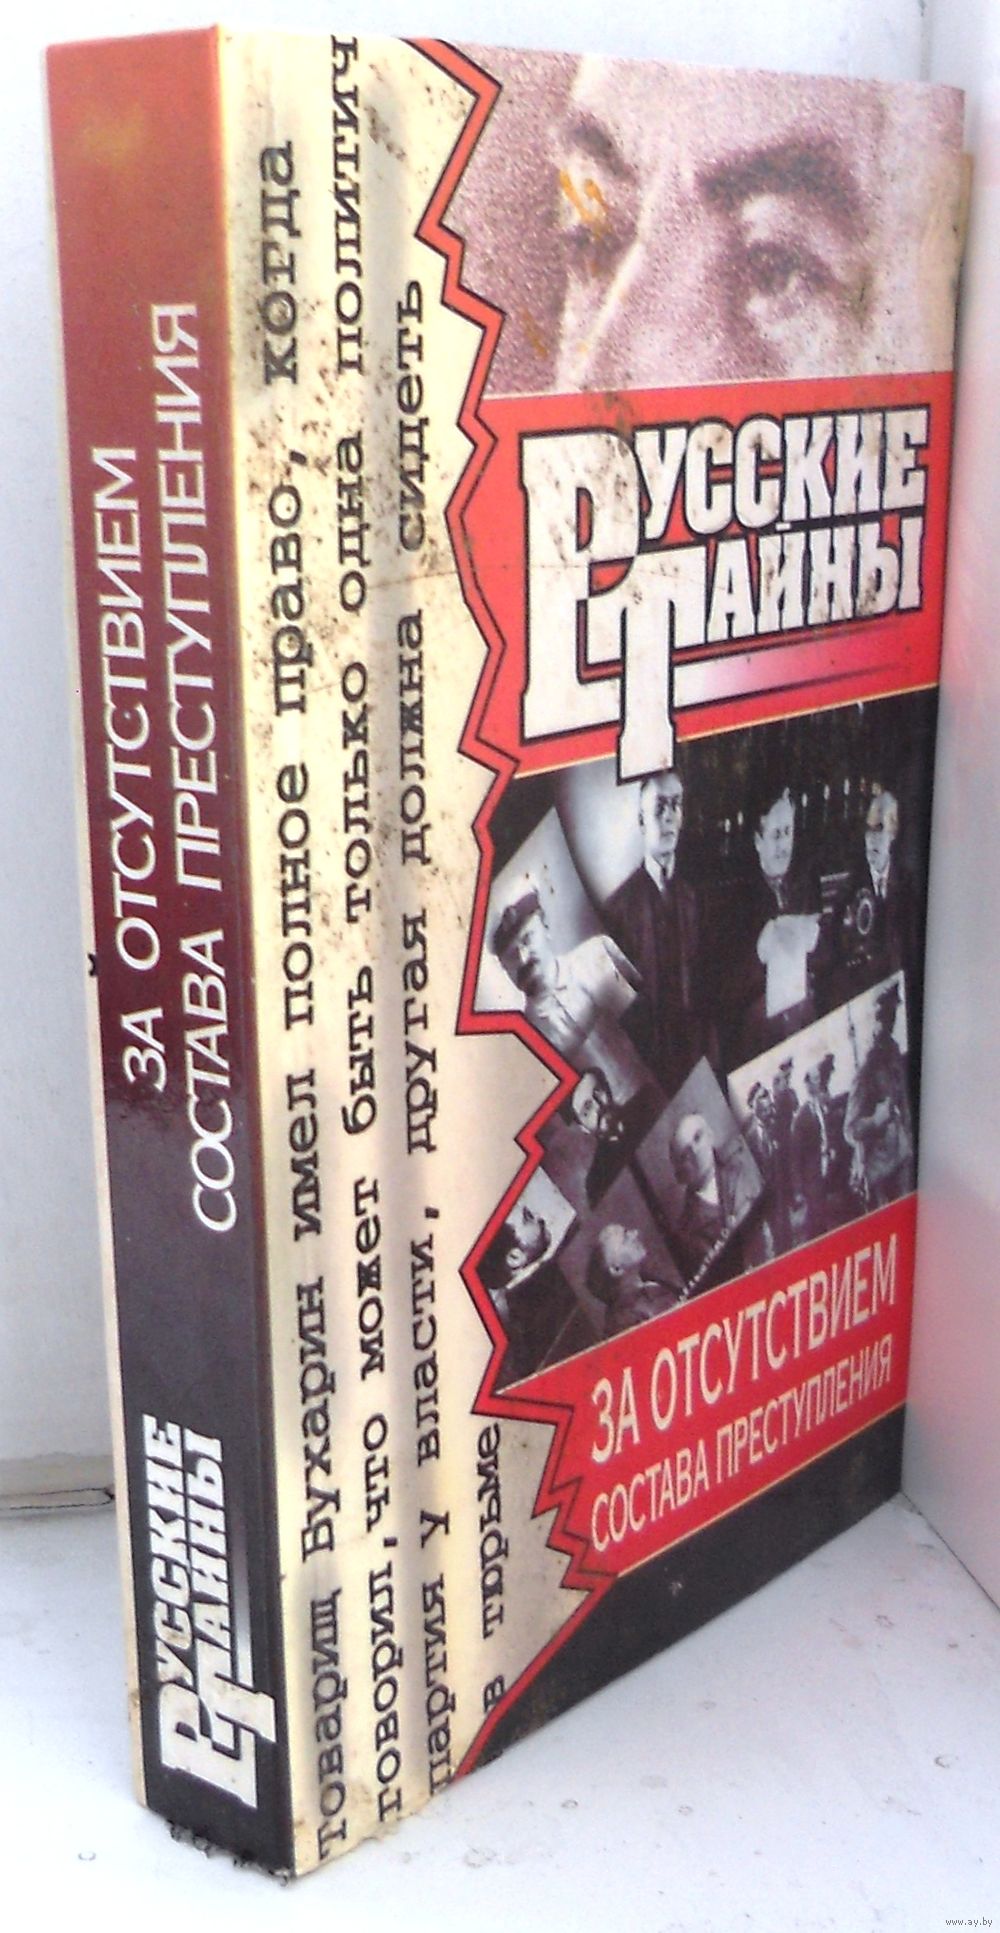 ЗА ОТСУТСТВИЕМ
СОСТАВА ПРЕСТУПЛЕНИЯ
РУССКИЕ
ТАЙНЫ
товарищ Бухарин имел полное право, когда
говорил, что может быть только одна политич
партия у власти, другая должна сидеть
в тюрьме
РУССКИЕ
ТАЙНЫ
ЗА ОТСУТСТВИЕМ
СОСТАВА ПРЕСТУПЛЕНИЯ
www.ay.by